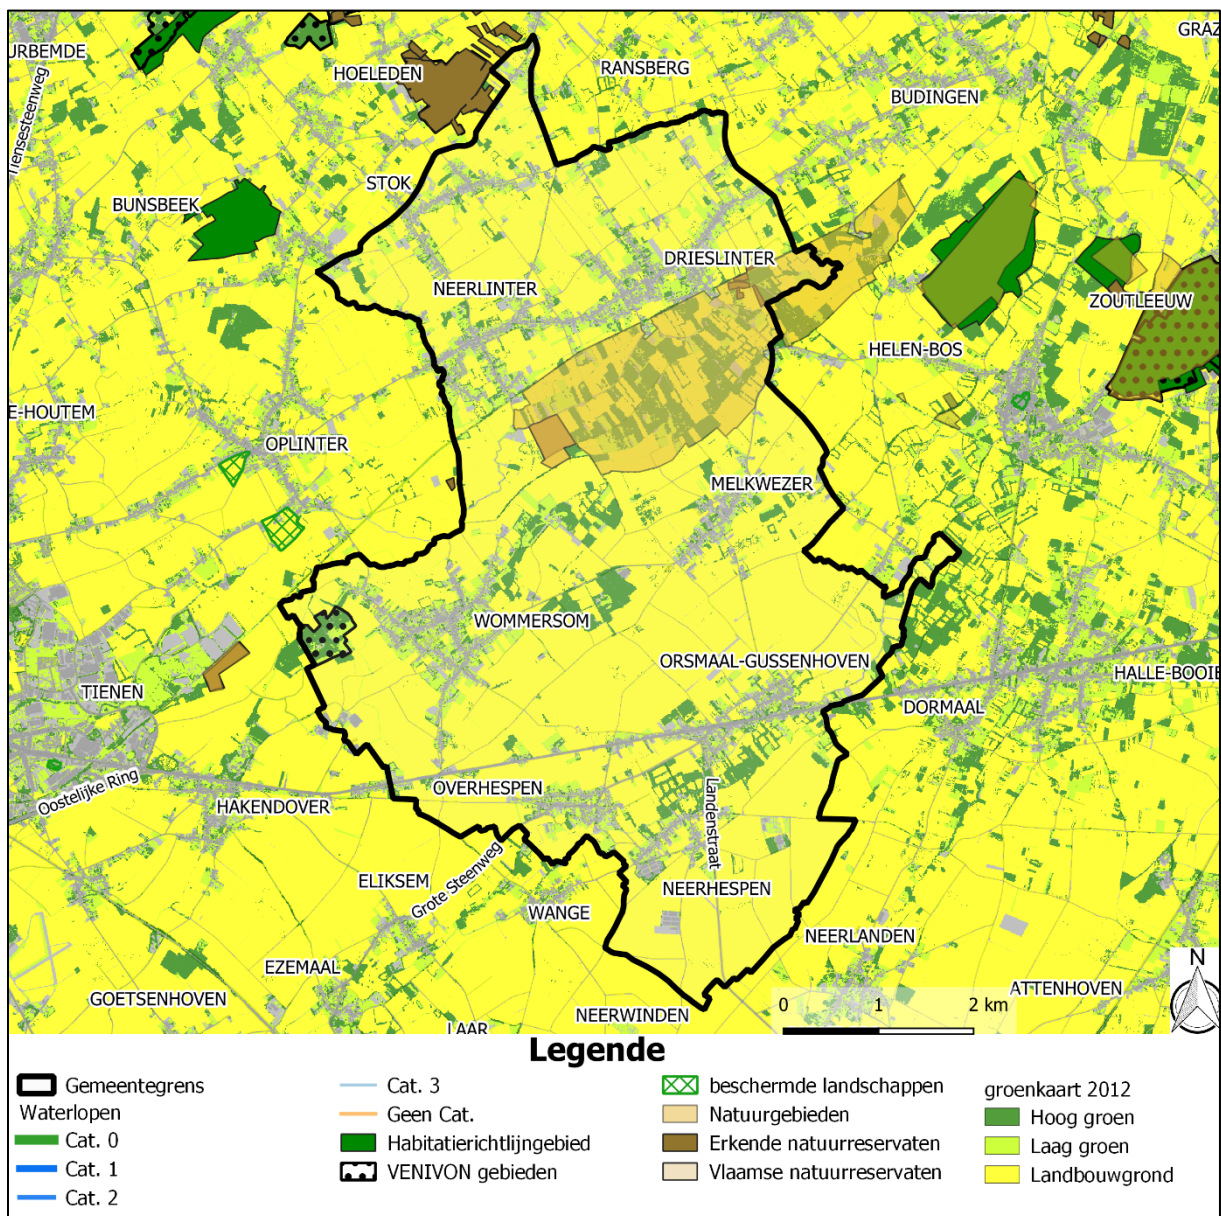 GRAZ
URBEMDE
HOELEDEN
RANSBERG
BUDINGEN
Tiensesteenweg
STOK
BUNSBEEK
DRIESLINTER
NEERLINTER
ZOUTLEEUW
HELEN-BOS
E-HOUTEM
OPLINTER
MELKWEZER
WOMMERSOM
ORSMAAL-GUSSENHOVEN
HALLE-BOOIE
TIENEN
DORMAAL
Oostelijke Ring
OVERHESPEN
HAKENDOVER
Landenstraat
ELIKSEM
Grote Steenweg
NEERHESPEN
WANGE
NEERLANDEN
N
EZEMAAL
GOETSENHOVEN
ATTENHOVEN
0 1 2 km
NEERWINDEN
LAAR
Legende
Gemeentegrens
Waterlopen
Cat. 0
Cat. 1
Cat. 2
Cat. 3
Geen Cat.
Habitatierichtlijngebied
VENIVON gebieden
beschermde landschappen
Natuurgebieden
Erkende natuurreservaten
Vlaamse natuurreservaten
groenkaart 2012
Hoog groen
Laag groen
Landbouwgrond